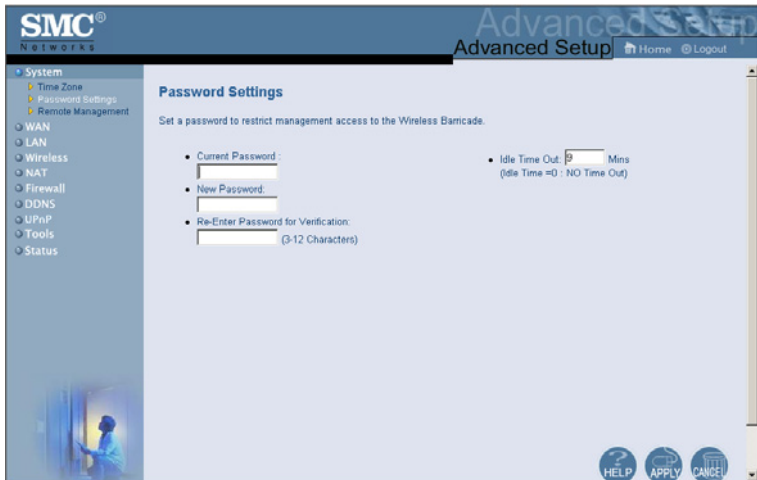 SMC®
Networks
Advanced Setup
Advanced Setup
Home
Logout
System
Time Zone
Password Settings
Remote Management
WAN
LAN
Wireless
NAT
Firewall
DDNS
UPnP
Tools
Status
Password Settings
Set a password to restrict management access to the Wireless Barricade.
Current Password :
New Password:
Re-Enter Password for Verification:
(3-12 Characters)
Idle Time Out: 9 Mins
(Idle Time =0 : NO Time Out)
HELP
APPLY
CANCEL